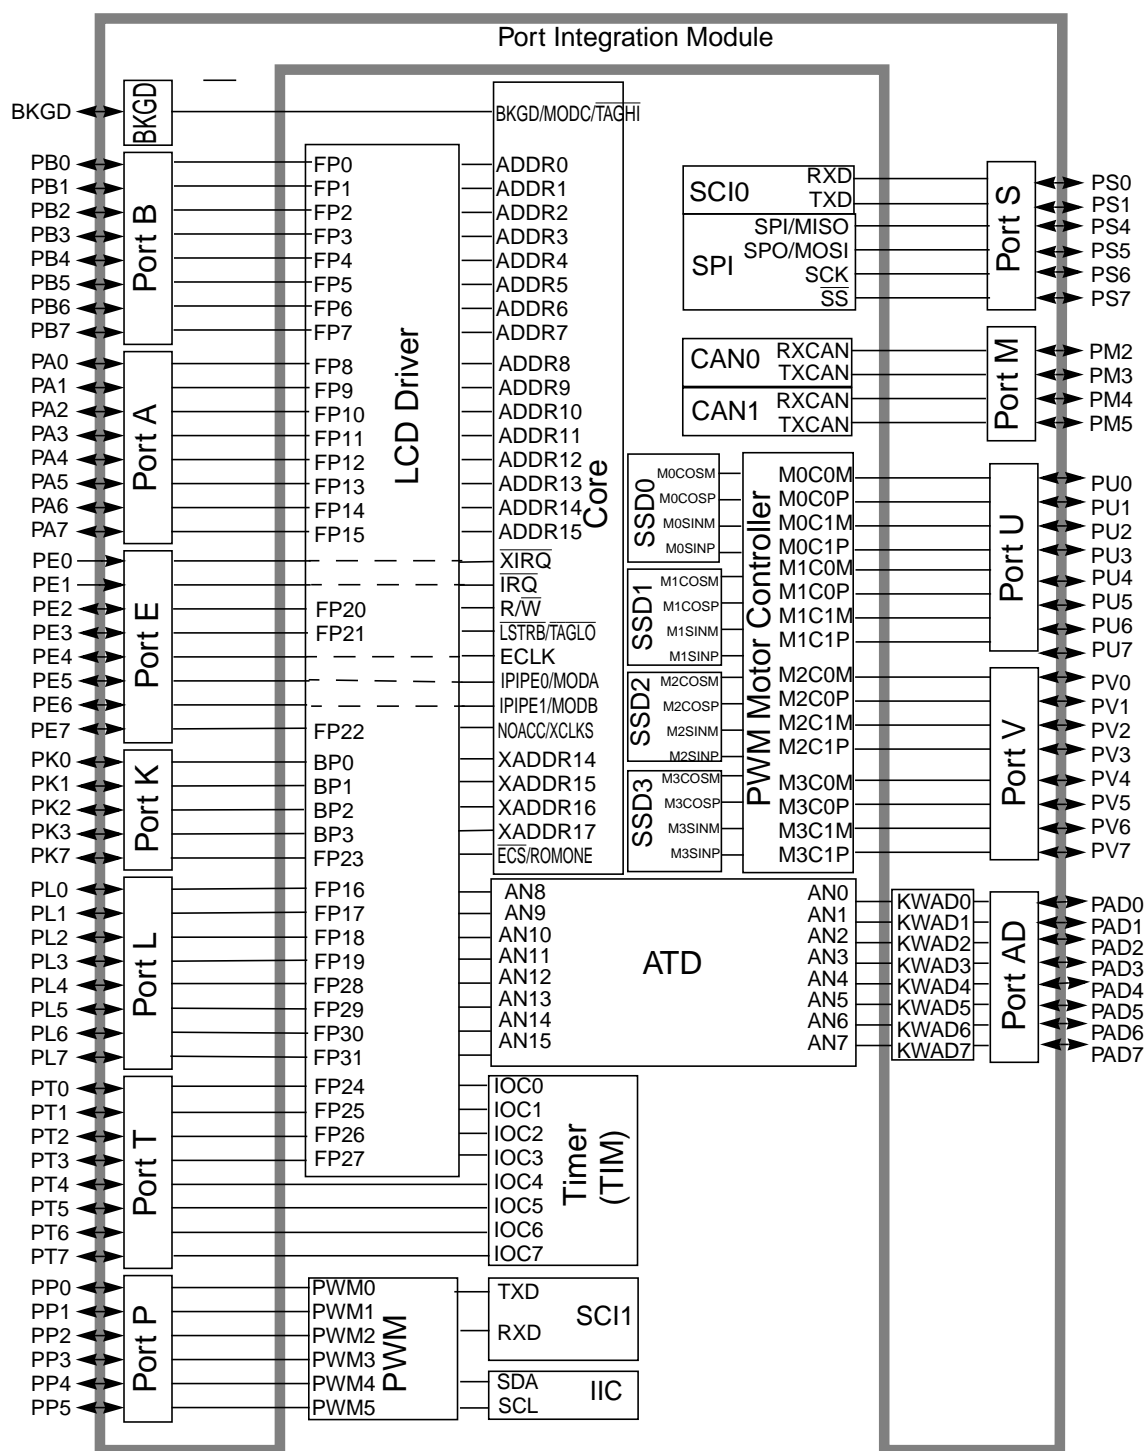 Port Integration Module
BKGD
BKGD
BKGD/MODC/TAGHI
PB0
PB1
PB2
PB3
PB4
PB5
PB6
PB7
Port B
FP0
FP1
FP2
FP3
FP4
FP5
FP6
FP7
ADDR0
ADDR1
ADDR2
ADDR3
ADDR4
ADDR5
ADDR6
ADDR7
PA0
PA1
PA2
PA3
PA4
PA5
PA6
PA7
Port A
FP8
FP9
FP10
FP11
FP12
FP13
FP14
FP15
LCD Driver
ADDR8
ADDR9
ADDR10
ADDR11
ADDR12
ADDR13
ADDR14
ADDR15
Core
PE0
PE1
PE2
PE3
PE4
PE5
PE6
PE7
Port E
FP20
FP21
FP22
XIRQ
IRQ
R/W
LSTRB/TAGLO
ECLK
IPIPE0/MODA
IPIPE1/MODB
NOACC/XCLKS
PK0
PK1
PK2
PK3
PK7
Port K
BP0
BP1
BP2
BP3
FP23
XADDR14
XADDR15
XADDR16
XADDR17
ECS/ROMONE
PL0
PL1
PL2
PL3
PL4
PL5
PL6
PL7
Port L
FP16
FP17
FP18
FP19
FP28
FP29
FP30
FP31
AN8
AN9
AN10
AN11
AN12
AN13
AN14
AN15
ATD
AN0
AN1
AN2
AN3
AN4
AN5
AN6
AN7
KWAD0
KWAD1
KWAD2
KWAD3
KWAD4
KWAD5
KWAD6
KWAD7
Port AD
PAD0
PAD1
PAD2
PAD3
PAD4
PAD5
PAD6
PAD7
PT0
PT1
PT2
PT3
PT4
PT5
PT6
PT7
Port T
FP24
FP25
FP26
FP27
IOC0
IOC1
IOC2
IOC3
IOC4
IOC5
IOC6
IOC7
Timer
(TIM)
PP0
PP1
PP2
PP3
PP4
PP5
Port P
PWM0
PWM1
PWM2
PWM3
PWM4
PWM5
PWM
TXD
RXD
SCI1
SDA
SCL
IIC
SCI0
RXD
TXD
SPI
SPI/MISO
SPO/MOSI
SCK
SS
Port S
PS0
PS1
PS4
PS5
PS6
PS7
CAN0
RXCAN
TXCAN
CAN1
RXCAN
TXCAN
Port M
PM2
PM3
PM4
PM5
SSD0
M0COSM
M0COSP
M0SINM
M0SINP
SSD1
M1COSM
M1COSP
M1SINM
M1SINP
SSD2
M2COSM
M2COSP
M2SINM
M2SINP
SSD3
M3COSM
M3COSP
M3SINM
M3SINP
PWM Motor Controller
M0C0M
M0C0P
M0C1M
M0C1P
M1C0M
M1C0P
M1C1M
M1C1P
M2C0M
M2C0P
M2C1M
M2C1P
M3C0M
M3C0P
M3C1M
M3C1P
Port U
PU0
PU1
PU2
PU3
PU4
PU5
PU6
PU7
Port V
PV0
PV1
PV2
PV3
PV4
PV5
PV6
PV7